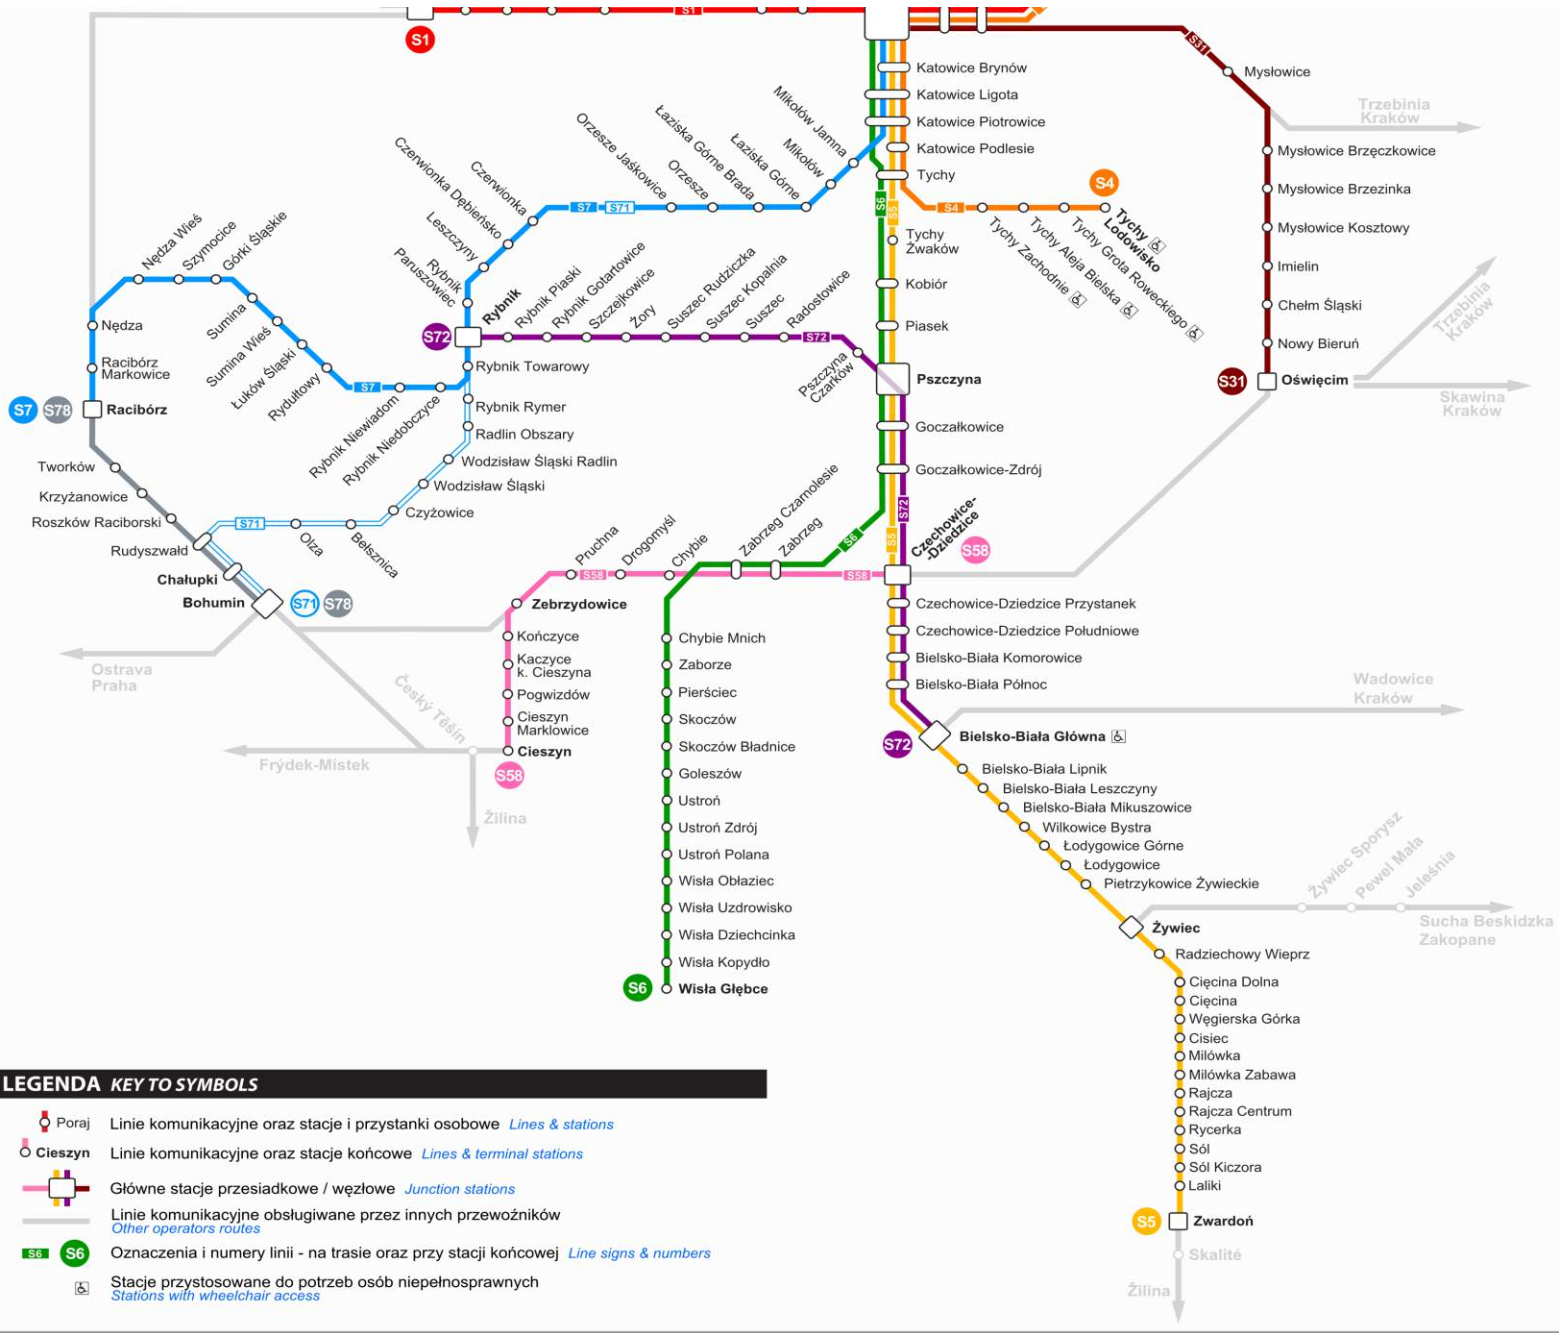 S1
S1
S31
Mysłowice
Katowice Brynów
Katowice Ligota
Katowice Piotrowice
Katowice Podlesie
Tychy
Trzebinia
Kraków
Mysłowice Brzęczkowice
Mysłowice Brzezinka
Mysłowice Kosztowy
Imielin
Chełm Śląski
Nowy Bieruń
S31
Oświęcim
Trzebinia
Kraków
Skawina
Kraków
S4
S4
Tychy
Lodowisko
Tychy Zachodnie
Tychy Aleja Bielska
Tychy Grota Roweckiego
S6
S5
Tychy
Żwaków
Kobiór
Piasek
Pszczyna
Goczałkowice
Goczałkowice-Zdrój
Mikołów Jamna
Mikołów
Łaziska Górne
Łaziska Górne Brada
Orzesze
Orzesze Jaśkowice
S7
S71
Czerwionka
Czerwionka Dębieńsko
Leszczyny
Rybnik
Paruszowiec
Rybnik
S72
Rybnik Piaski
Rybnik Gotartowice
Szczejkowice
Żory
Suszec Rudziczka
Suszec Kopalnia
Suszec
Radostowice
S72
Pszczyna
Czarków
Nędza Wieś
Szymocice
Górki Śląskie
Sumina
Sumina Wieś
Łuków Śląski
Rydułtowy
S7
Rybnik Niewiadom
Rybnik Niedobczyce
Nędza
Racibórz
Markowice
S7
S78
Racibórz
Tworków
Krzyżanowice
Roszków Raciborski
Rudyszwałd
Chałupki
Bohumin
S71
S78
Rybnik Towarowy
Rybnik Rymer
Radlin Obszary
Wodzisław Śląski Radlin
Wodzisław Śląski
Czyżowice
Bełsznica
Olza
S71
Ostrava
Praha
Český Těšín
Frýdek-Místek
Žilina
Pruchna
S58
Drogomyśl
Chybie
Zabrzeg Czarnolesie
Zabrzeg
S6
S58
S5
S72
Czechowice-
-Dziedzice
S58
Zebrzydowice
Kończyce
Kaczyce
k. Cieszyna
Pogwizdów
Cieszyn
Marklowice
Cieszyn
S58
Chybie Mnich
Zaborze
Pierściec
Skoczów
Skoczów Bładnice
Goleszów
Ustroń
Ustroń Zdrój
Ustroń Polana
Wisła Obłaziec
Wisła Uzdrowisko
Wisła Dziechcinka
Wisła Kopydło
S6
Wisła Głębce
Czechowice-Dziedzice Przystanek
Czechowice-Dziedzice Południowe
Bielsko-Biała Komorowice
Bielsko-Biała Północ
S72
Bielsko-Biała Główna
Wadowice
Kraków
Bielsko-Biała Lipnik
Bielsko-Biała Leszczyny
Bielsko-Biała Mikuszowice
Wilkowice Bystra
Łodygowice Górne
Łodygowice
Pietrzykowice Żywieckie
Żywiec
Żywiec Sporysz
Pewel Mała
Jeleśnia
Sucha Beskidzka
Zakopane
Radziechowy Wieprz
Cięcina Dolna
Cięcina
Węgierska Górka
Cisiec
Milówka
Milówka Zabawa
Rajcza
Rajcza Centrum
Rycerka
Sól
Sól Kiczora
Laliki
S5
Zwardoń
Skalité
Žilina
LEGENDA KEY TO SYMBOLS
Poraj Linie komunikacyjne oraz stacje i przystanki osobowe Lines & stations
Cieszyn Linie komunikacyjne oraz stacje końcowe Lines & terminal stations
Główne stacje przesiadkowe / węzłowe Junction stations
Linie komunikacyjne obsługiwane przez innych przewoźników
Other operators routes
S6 S6 Oznaczenia i numery linii - na trasie oraz przy stacji końcowej Line signs & numbers
Stacje przystosowane do potrzeb osób niepełnosprawnych
Stations with wheelchair access